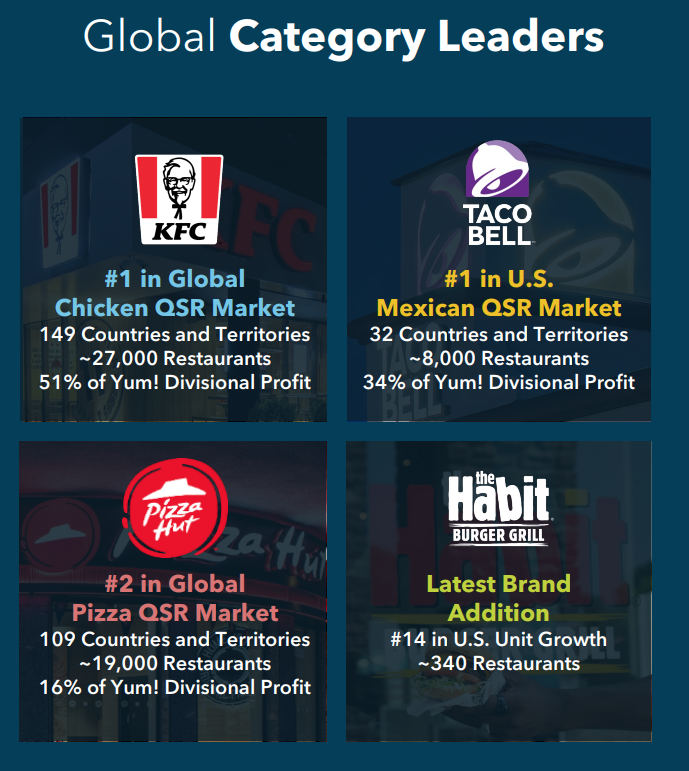 Global Category Leaders
KFC
#1 in Global
Chicken QSR Market
149 Countries and Territories
~27,000 Restaurants
51% of Yum! Divisional Profit
TACO
BELL
#1 in U.S.
Mexican QSR Market
32 Countries and Territories
~8,000 Restaurants
34% of Yum! Divisional Profit
Pizza
Hut
#2 in Global
Pizza QSR Market
109 Countries and Territories
~19,000 Restaurants
16% of Yum! Divisional Profit
the
Habit
BURGER GRILL
Latest Brand
Addition
#14 in U.S. Unit Growth
~340 Restaurants